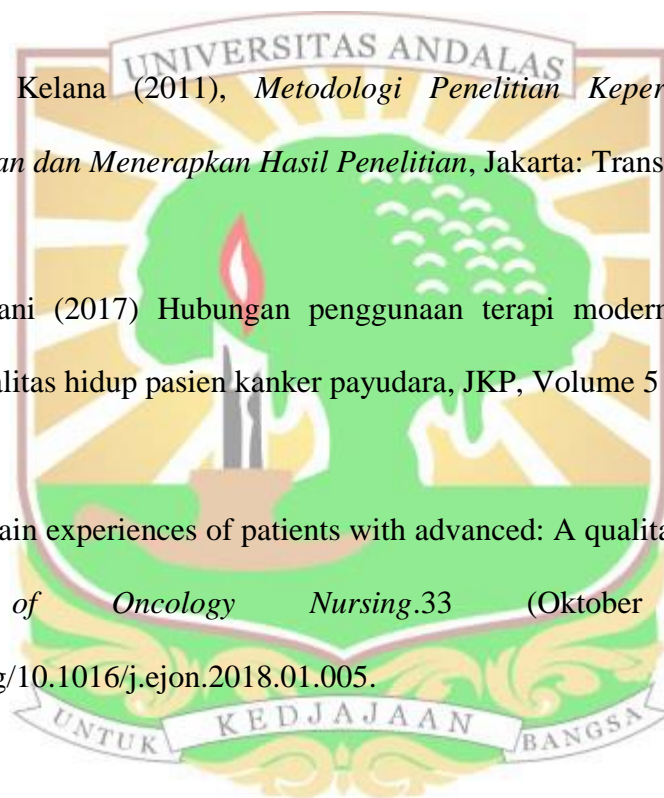 UNIVERSITAS ANDALAS
Kelana (2011), Metodologi Penelitian Keper
an dan Menerapkan Hasil Penelitian, Jakarta: Trans
ani (2017) Hubungan penggunaan terapi modern
alitas hidup pasien kanker payudara, JKP, Volume 5
ain experiences of patients with advanced: A qualita
of Oncology Nursing.33 (Oktober
g/10.1016/j.ejon.2018.01.005.
UNTUK KEDJAJAAN BANGSA